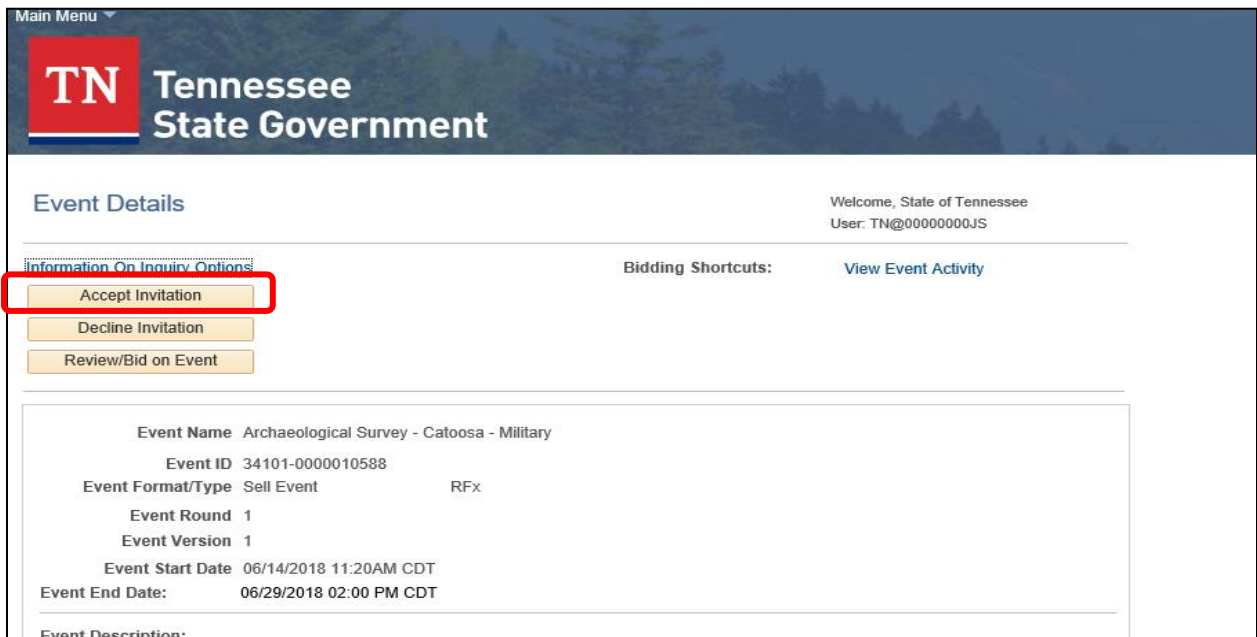 Main Menu
TN Tennessee
State Government
Event Details
Welcome, State of Tennessee
User: TN@00000000JS
Information On Inquiry Options
Bidding Shortcuts: View Event Activity
Accept Invitation
Decline Invitation
Review/Bid on Event
Event Name Archaeological Survey - Catoosa - Military
Event ID 34101-0000010588
Event Format/Type Sell Event RFx
Event Round 1
Event Version 1
Event Start Date 06/14/2018 11:20AM CDT
Event End Date: 06/29/2018 02:00 PM CDT
Event Description: